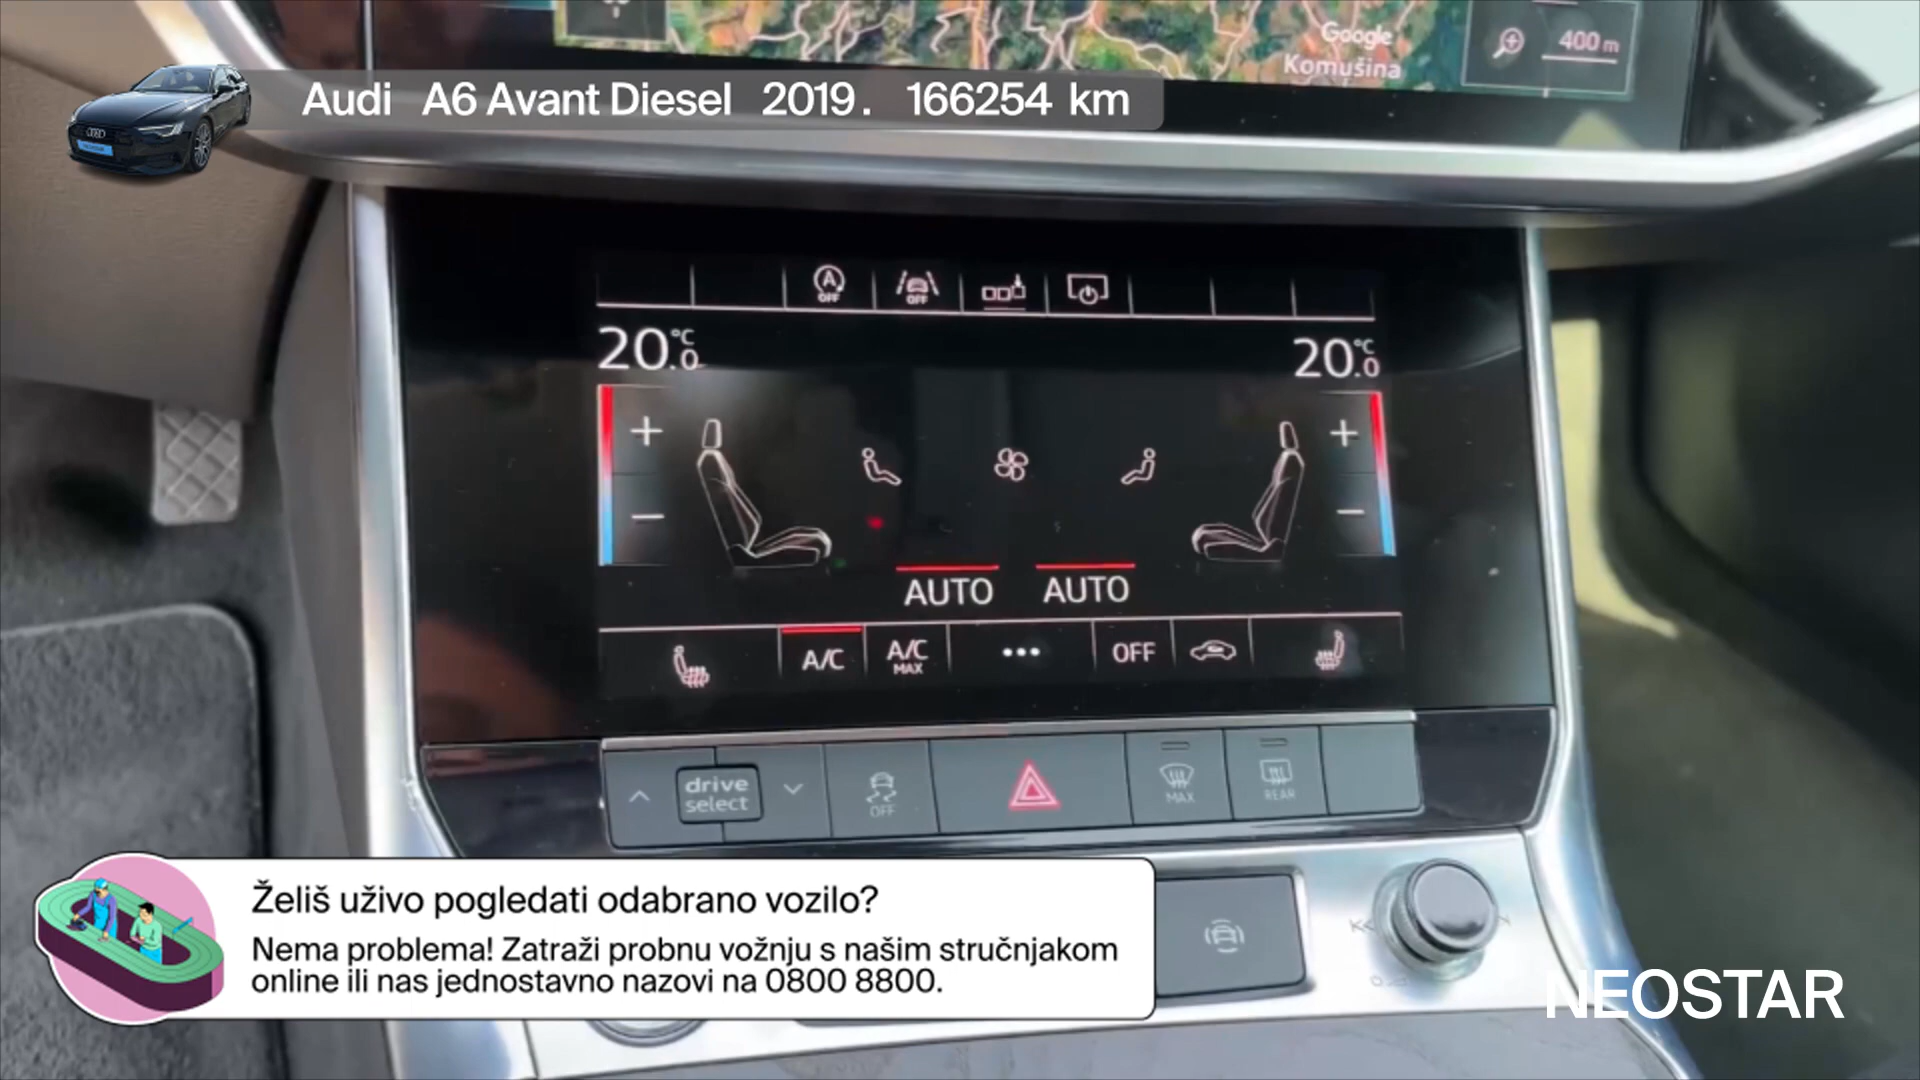 Google
Komušina
400 m
Audi A6 Avant Diesel 2019. 166254 km
A OFF
OFF
20.0 °C
20.0 °C
+
+
−
−
AUTO AUTO
A/C
A/C MAX
•••
OFF
drive select
OFF
MAX
REAR
Želiš uživo pogledati odabrano vozilo?
Nema problema! Zatraži probnu vožnju s našim stručnjakom
online ili nas jednostavno nazovi na 0800 8800.
NEOSTAR